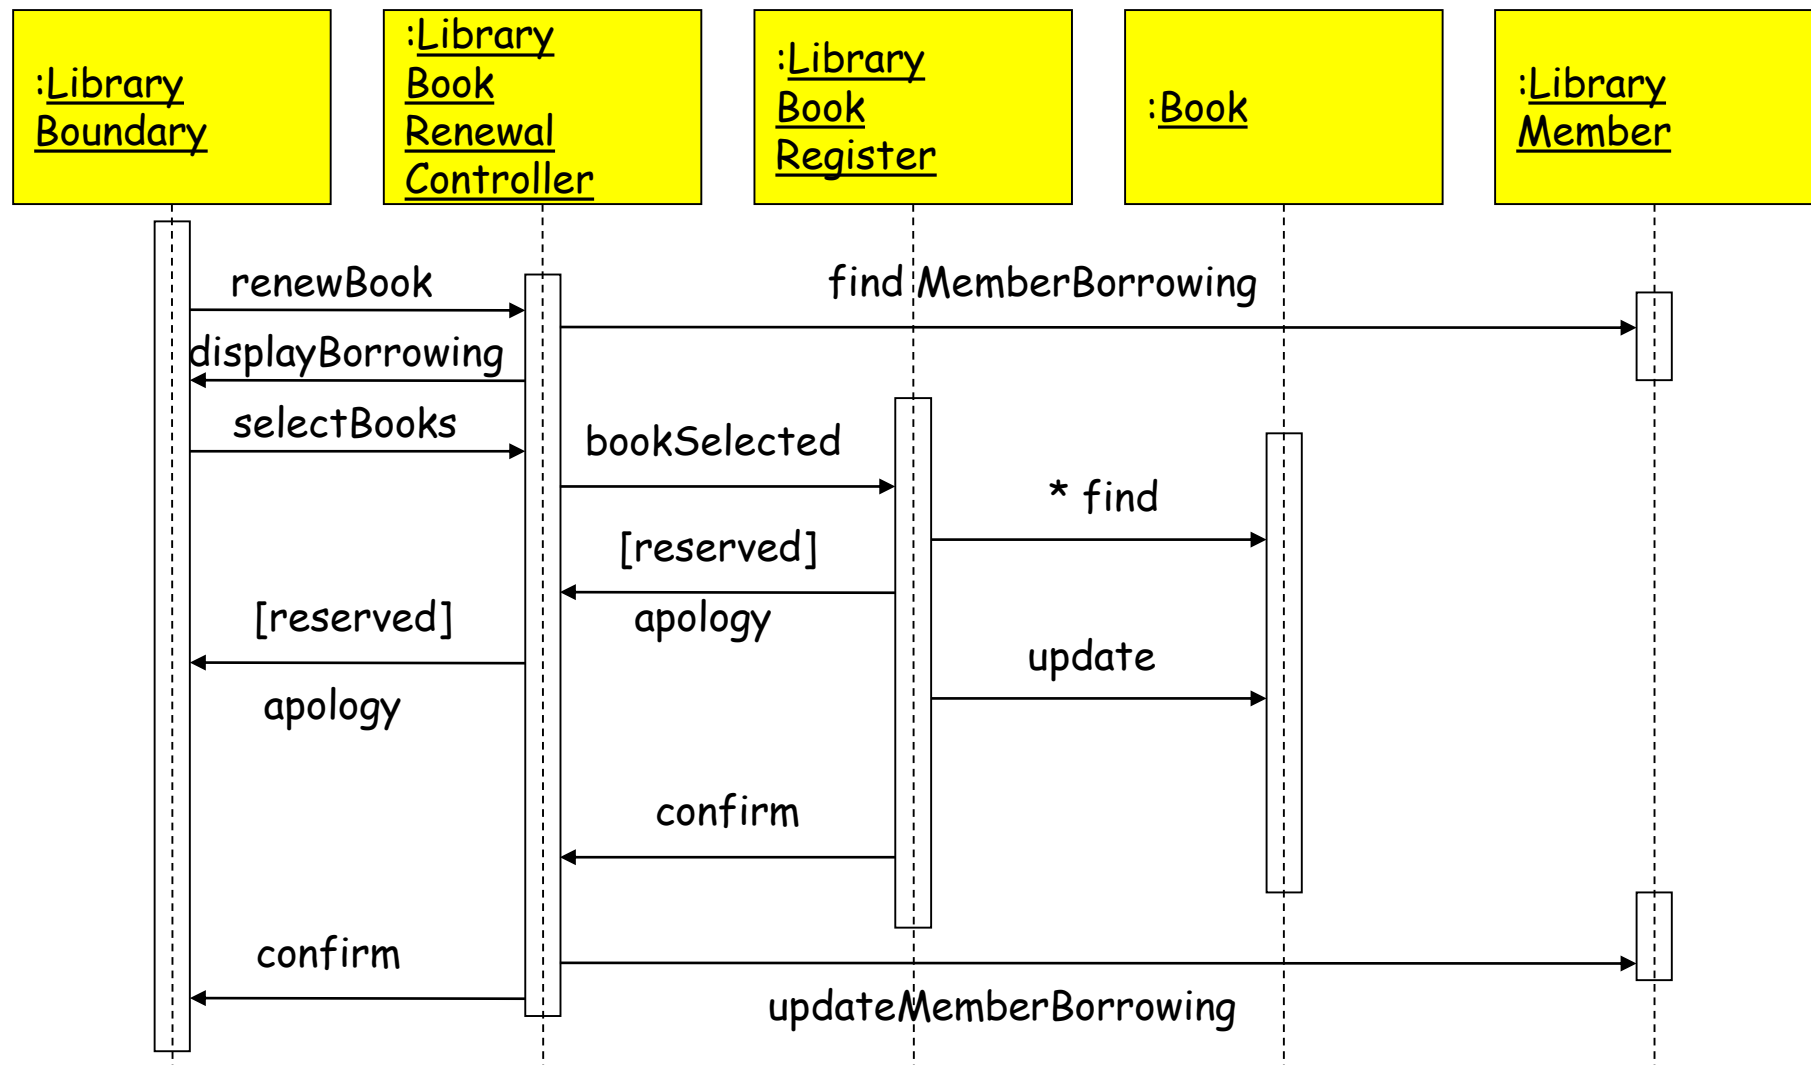 :Library
Boundary
:Library
Book
Renewal
Controller
:Library
Book
Register
:Book
:Library
Member
renewBook
find MemberBorrowing
displayBorrowing
selectBooks
bookSelected
* find
[reserved]
apology
[reserved]
apology
update
confirm
confirm
updateMemberBorrowing